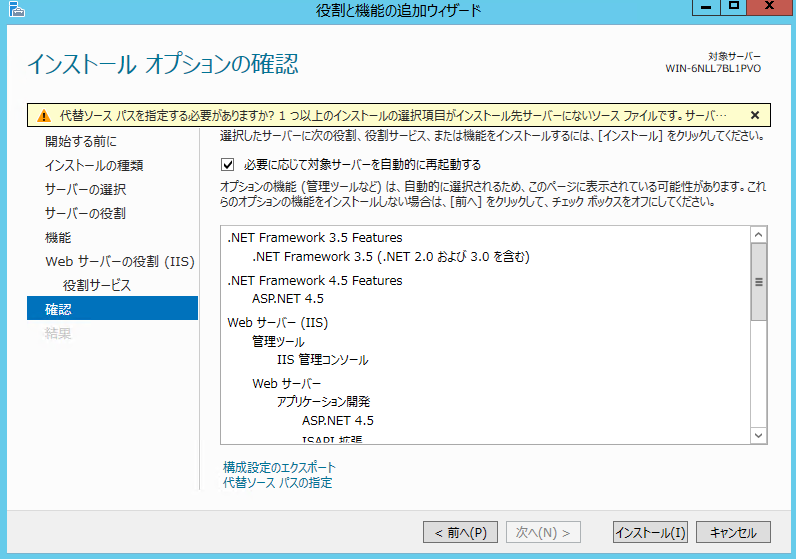 役割と機能の追加ウィザード
インストール オプションの確認
対象サーバー
WIN-6NLL7BL1PVO
代替ソース パスを指定する必要がありますか? 1 つ以上のインストールの選択項目がインストール先サーバーにないソース ファイルです。サーバ…
開始する前に
インストールの種類
サーバーの選択
サーバーの役割
機能
Web サーバーの役割 (IIS)
役割サービス
確認
結果
選択したサーバーに次の役割、役割サービス、または機能をインストールするには、[インストール] をクリックしてください。
必要に応じて対象サーバーを自動的に再起動する
オプションの機能 (管理ツールなど) は、自動的に選択されるため、このページに表示されている可能性があります。これ
らのオプションの機能をインストールしない場合は、[前へ] をクリックして、チェック ボックスをオフにしてください。
.NET Framework 3.5 Features
.NET Framework 3.5 (.NET 2.0 および 3.0 を含む)
.NET Framework 4.5 Features
ASP.NET 4.5
Web サーバー (IIS)
管理ツール
IIS 管理コンソール
Web サーバー
アプリケーション開発
ASP.NET 4.5
ISAPI 拡張
構成設定のエクスポート
代替ソース パスの指定
< 前へ(P)
次へ(N) >
インストール(I)
キャンセル